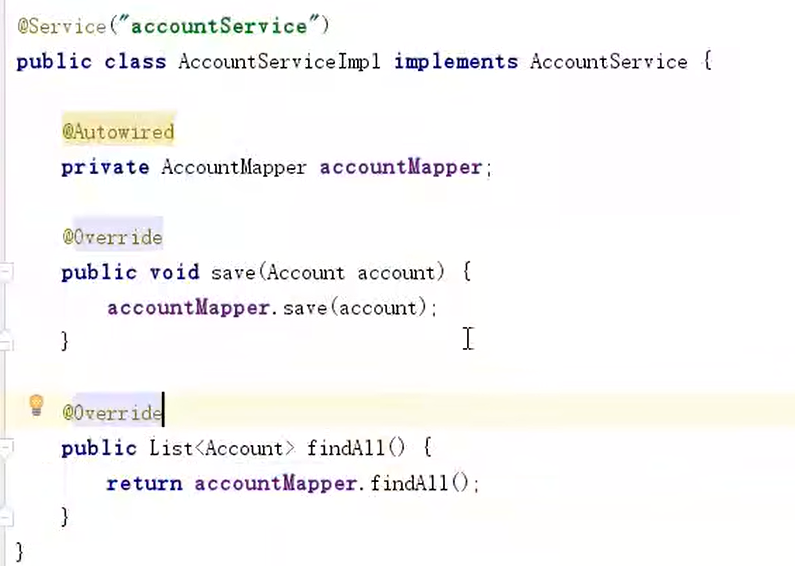 @Service("accountService")
public class AccountServiceImpl implements AccountService {
@Autowired
private AccountMapper accountMapper;
@Override
public void save(Account account) {
accountMapper.save(account);
}
@Override
public List<Account> findAll() {
return accountMapper.findAll();
}
}